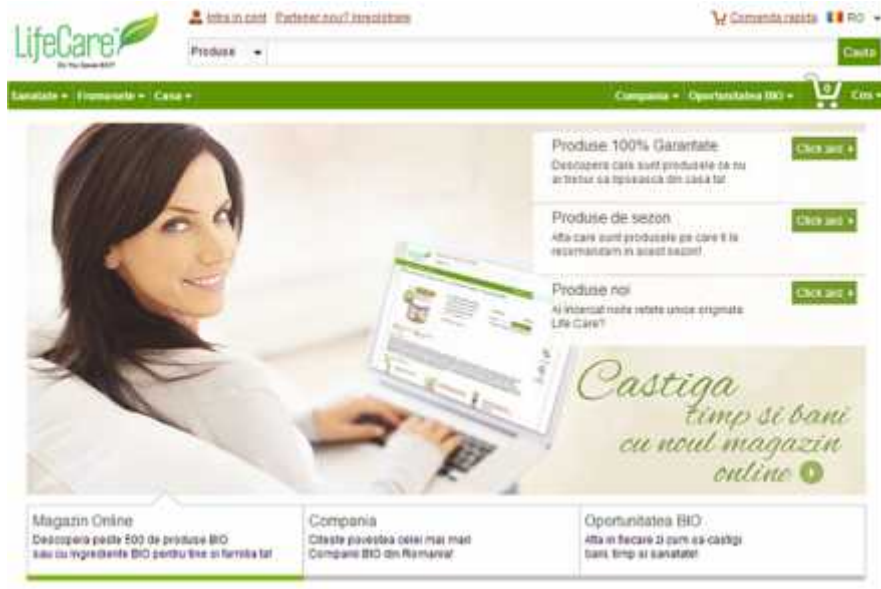 Intra in cont Partener nou? Inregistrare
Comanda rapida RO
LifeCare
Do You Speak BIO?
Produse
Cauta
Sanatate Frumusete Casa
Compania Oportunitatea BIO 0 Cos
Produse 100% Garantate
Click aici
Descopera care sunt produsele ce nu
ar trebui sa lipseasca din casa ta!
Produse de sezon
Click aici
Afla care sunt produsele pe care ti le
recomandam in acest sezon!
Produse noi
Click aici
Ai incercat noile retete unice originale
Life Care?
Castiga
timp si bani
cu noul magazin
online
Magazin Online
Descopera peste 500 de produse BIO
sau cu ingrediente BIO pentru tine si familia ta!
Compania
Citeste povestea celei mai mari
Companii BIO din Romania!
Oportunitatea BIO
Afla in fiecare zi cum sa castigi
bani, timp si sanatate!